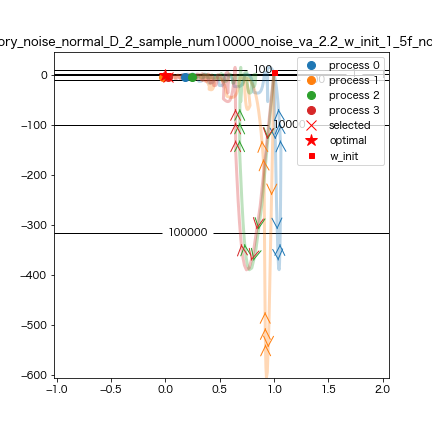 ory_noise_normal_D_2_sample_num10000_noise_va_2.2_w_init_1_5f_no
0
−100
−200
−300
−400
−500
−600
−1.0
−0.5
0.0
0.5
1.0
1.5
2.0
100
10000
100000
process 0
process 1
process 2
process 3
selected
optimal
w_init